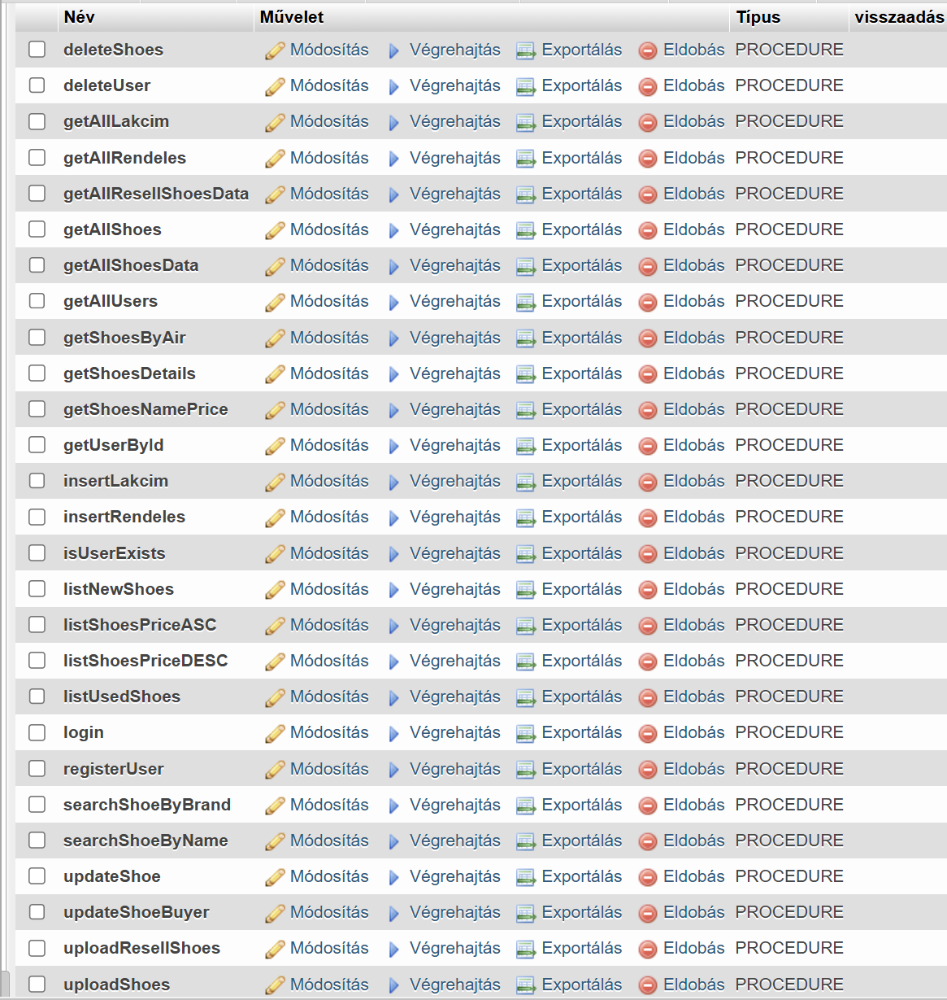 Név Művelet Típus visszaadás
deleteShoes Módosítás Végrehajtás Exportálás Eldobás PROCEDURE
deleteUser Módosítás Végrehajtás Exportálás Eldobás PROCEDURE
getAllLakcim Módosítás Végrehajtás Exportálás Eldobás PROCEDURE
getAllRendeles Módosítás Végrehajtás Exportálás Eldobás PROCEDURE
getAllResellShoesData Módosítás Végrehajtás Exportálás Eldobás PROCEDURE
getAllShoes Módosítás Végrehajtás Exportálás Eldobás PROCEDURE
getAllShoesData Módosítás Végrehajtás Exportálás Eldobás PROCEDURE
getAllUsers Módosítás Végrehajtás Exportálás Eldobás PROCEDURE
getShoesByAir Módosítás Végrehajtás Exportálás Eldobás PROCEDURE
getShoesDetails Módosítás Végrehajtás Exportálás Eldobás PROCEDURE
getShoesNamePrice Módosítás Végrehajtás Exportálás Eldobás PROCEDURE
getUserById Módosítás Végrehajtás Exportálás Eldobás PROCEDURE
insertLakcim Módosítás Végrehajtás Exportálás Eldobás PROCEDURE
insertRendeles Módosítás Végrehajtás Exportálás Eldobás PROCEDURE
isUserExists Módosítás Végrehajtás Exportálás Eldobás PROCEDURE
listNewShoes Módosítás Végrehajtás Exportálás Eldobás PROCEDURE
listShoesPriceASC Módosítás Végrehajtás Exportálás Eldobás PROCEDURE
listShoesPriceDESC Módosítás Végrehajtás Exportálás Eldobás PROCEDURE
listUsedShoes Módosítás Végrehajtás Exportálás Eldobás PROCEDURE
login Módosítás Végrehajtás Exportálás Eldobás PROCEDURE
registerUser Módosítás Végrehajtás Exportálás Eldobás PROCEDURE
searchShoeByBrand Módosítás Végrehajtás Exportálás Eldobás PROCEDURE
searchShoeByName Módosítás Végrehajtás Exportálás Eldobás PROCEDURE
updateShoe Módosítás Végrehajtás Exportálás Eldobás PROCEDURE
updateShoeBuyer Módosítás Végrehajtás Exportálás Eldobás PROCEDURE
uploadResellShoes Módosítás Végrehajtás Exportálás Eldobás PROCEDURE
uploadShoes Módosítás Végrehajtás Exportálás Eldobás PROCEDURE